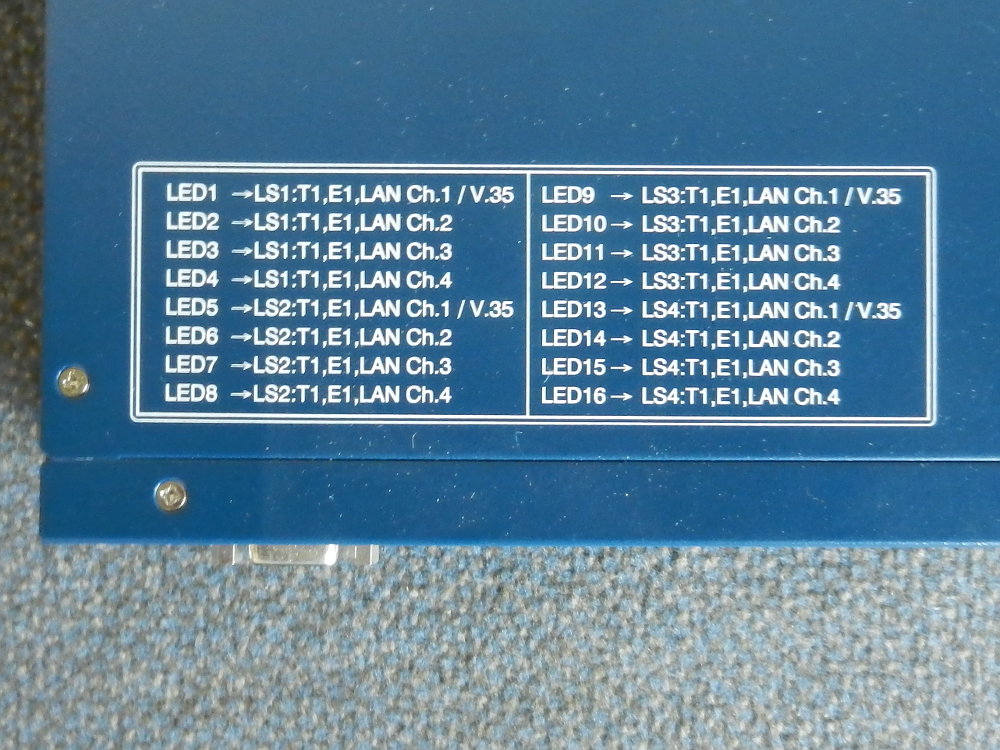 LED1 →LS1:T1,E1,LAN Ch.1 / V.35
LED2 →LS1:T1,E1,LAN Ch.2
LED3 →LS1:T1,E1,LAN Ch.3
LED4 →LS1:T1,E1,LAN Ch.4
LED5 →LS2:T1,E1,LAN Ch.1 / V.35
LED6 →LS2:T1,E1,LAN Ch.2
LED7 →LS2:T1,E1,LAN Ch.3
LED8 →LS2:T1,E1,LAN Ch.4
LED9 → LS3:T1,E1,LAN Ch.1 / V.35
LED10 → LS3:T1,E1,LAN Ch.2
LED11 → LS3:T1,E1,LAN Ch.3
LED12 → LS3:T1,E1,LAN Ch.4
LED13 → LS4:T1,E1,LAN Ch.1 / V.35
LED14 → LS4:T1,E1,LAN Ch.2
LED15 → LS4:T1,E1,LAN Ch.3
LED16 → LS4:T1,E1,LAN Ch.4